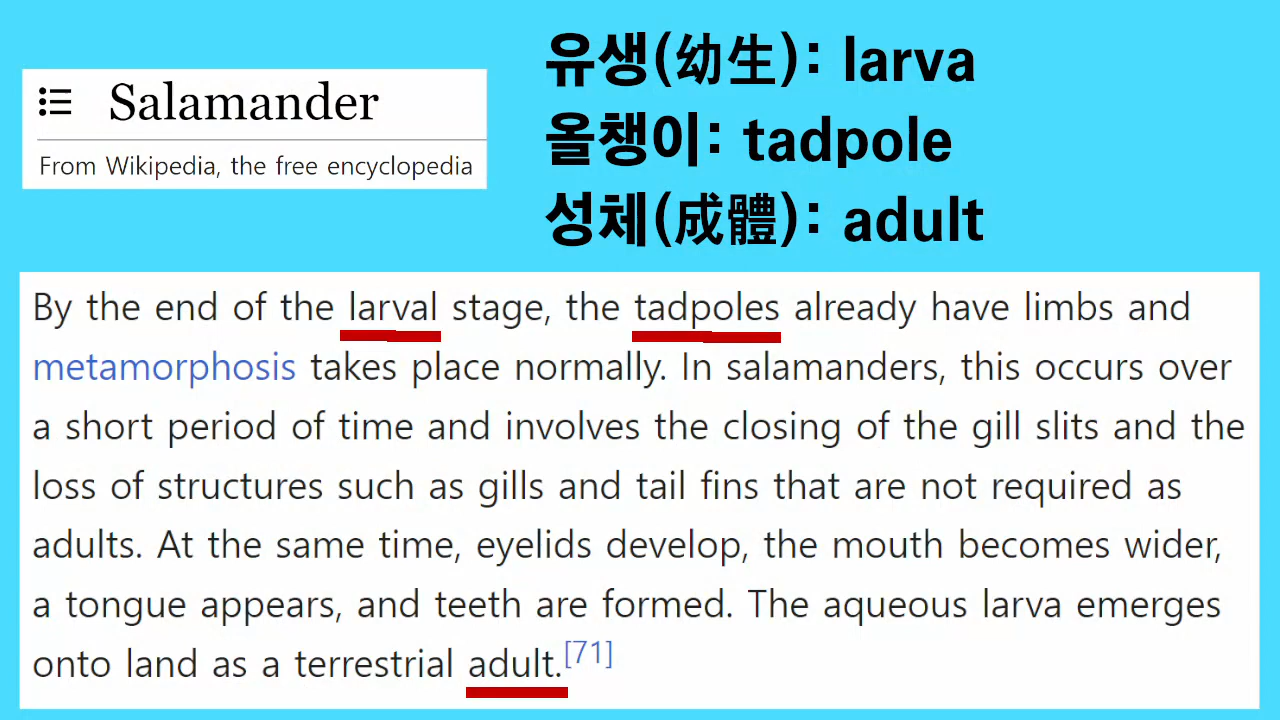 Salamander
From Wikipedia, the free encyclopedia
유생(幼生): larva
올챙이: tadpole
성체(成體): adult
By the end of the larval stage, the tadpoles already have limbs and
metamorphosis takes place normally. In salamanders, this occurs over
a short period of time and involves the closing of the gill slits and the
loss of structures such as gills and tail fins that are not required as
adults. At the same time, eyelids develop, the mouth becomes wider,
a tongue appears, and teeth are formed. The aqueous larva emerges
onto land as a terrestrial adult.[71]